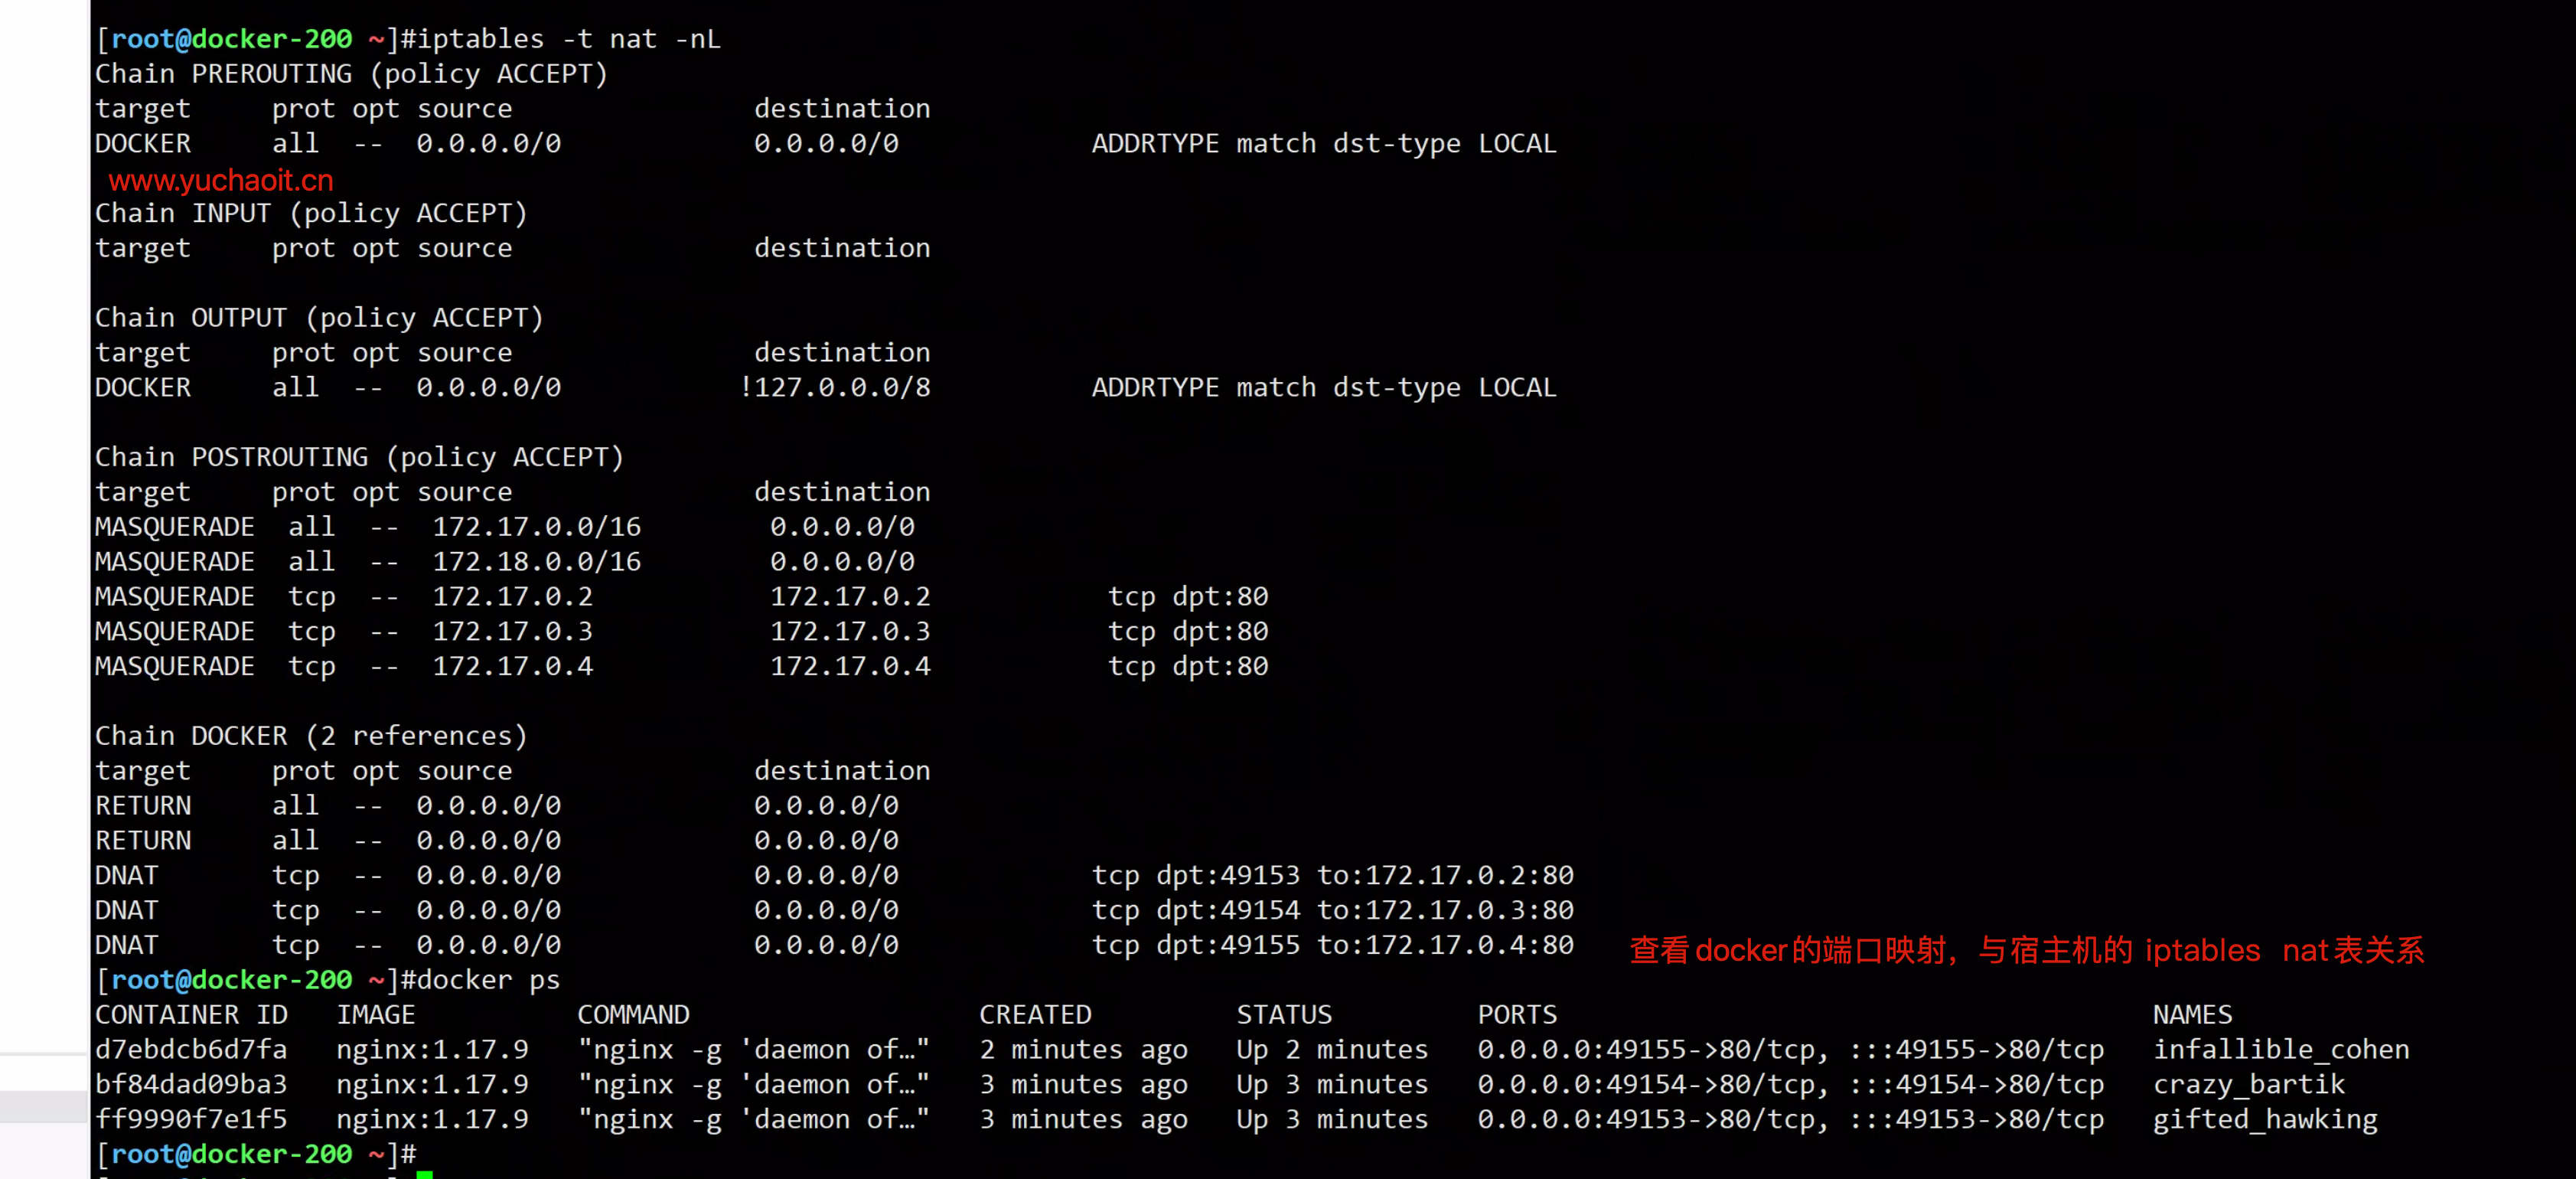 [root@docker-200 ~]#iptables -t nat -nL
Chain PREROUTING (policy ACCEPT)
target     prot opt source               destination
DOCKER     all  --  0.0.0.0/0            0.0.0.0/0            ADDRTYPE match dst-type LOCAL
www.yuchaoit.cn
Chain INPUT (policy ACCEPT)
target     prot opt source               destination
Chain OUTPUT (policy ACCEPT)
target     prot opt source               destination
DOCKER     all  --  0.0.0.0/0           !127.0.0.0/8          ADDRTYPE match dst-type LOCAL
Chain POSTROUTING (policy ACCEPT)
target     prot opt source               destination
MASQUERADE  all  --  172.17.0.0/16        0.0.0.0/0
MASQUERADE  all  --  172.18.0.0/16        0.0.0.0/0
MASQUERADE  tcp  --  172.17.0.2           172.17.0.2           tcp dpt:80
MASQUERADE  tcp  --  172.17.0.3           172.17.0.3           tcp dpt:80
MASQUERADE  tcp  --  172.17.0.4           172.17.0.4           tcp dpt:80
Chain DOCKER (2 references)
target     prot opt source               destination
RETURN     all  --  0.0.0.0/0            0.0.0.0/0
RETURN     all  --  0.0.0.0/0            0.0.0.0/0
DNAT       tcp  --  0.0.0.0/0            0.0.0.0/0            tcp dpt:49153 to:172.17.0.2:80
DNAT       tcp  --  0.0.0.0/0            0.0.0.0/0            tcp dpt:49154 to:172.17.0.3:80
DNAT       tcp  --  0.0.0.0/0            0.0.0.0/0            tcp dpt:49155 to:172.17.0.4:80
查看docker的端口映射，与宿主机的 iptables nat表关系
[root@docker-200 ~]#docker ps
CONTAINER ID   IMAGE          COMMAND                  CREATED         STATUS         PORTS                                     NAMES
d7ebdcb6d7fa   nginx:1.17.9   "nginx -g 'daemon of…"   2 minutes ago   Up 2 minutes   0.0.0.0:49155->80/tcp, :::49155->80/tcp   infallible_cohen
bf84dad09ba3   nginx:1.17.9   "nginx -g 'daemon of…"   3 minutes ago   Up 3 minutes   0.0.0.0:49154->80/tcp, :::49154->80/tcp   crazy_bartik
ff9990f7e1f5   nginx:1.17.9   "nginx -g 'daemon of…"   3 minutes ago   Up 3 minutes   0.0.0.0:49153->80/tcp, :::49153->80/tcp   gifted_hawking
[root@docker-200 ~]#